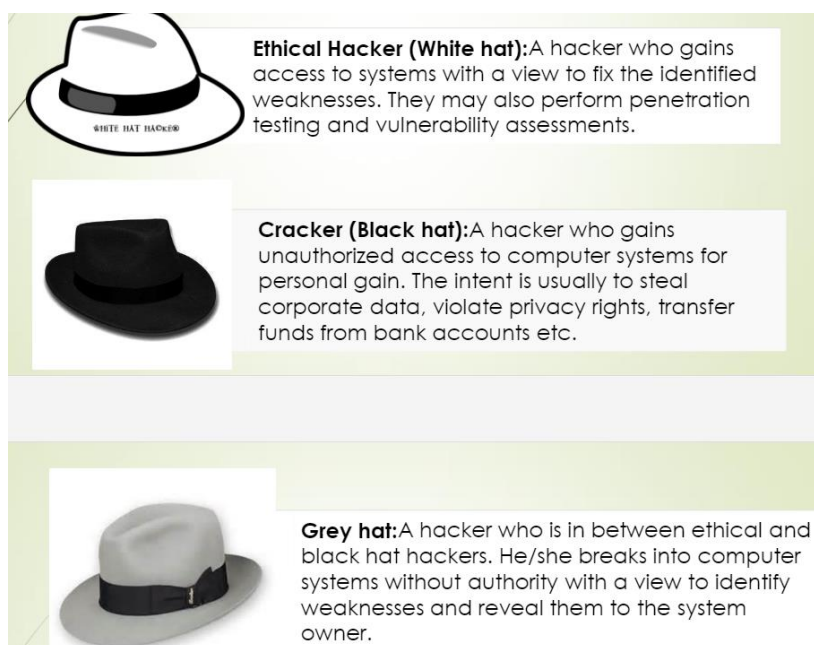 Ethical Hacker (White hat):A hacker who gains
access to systems with a view to fix the identified
weaknesses. They may also perform penetration
testing and vulnerability assessments.
WHITE HAT HACKER®
Cracker (Black hat):A hacker who gains
unauthorized access to computer systems for
personal gain. The intent is usually to steal
corporate data, violate privacy rights, transfer
funds from bank accounts etc.
Grey hat:A hacker who is in between ethical and
black hat hackers. He/she breaks into computer
systems without authority with a view to identify
weaknesses and reveal them to the system
owner.